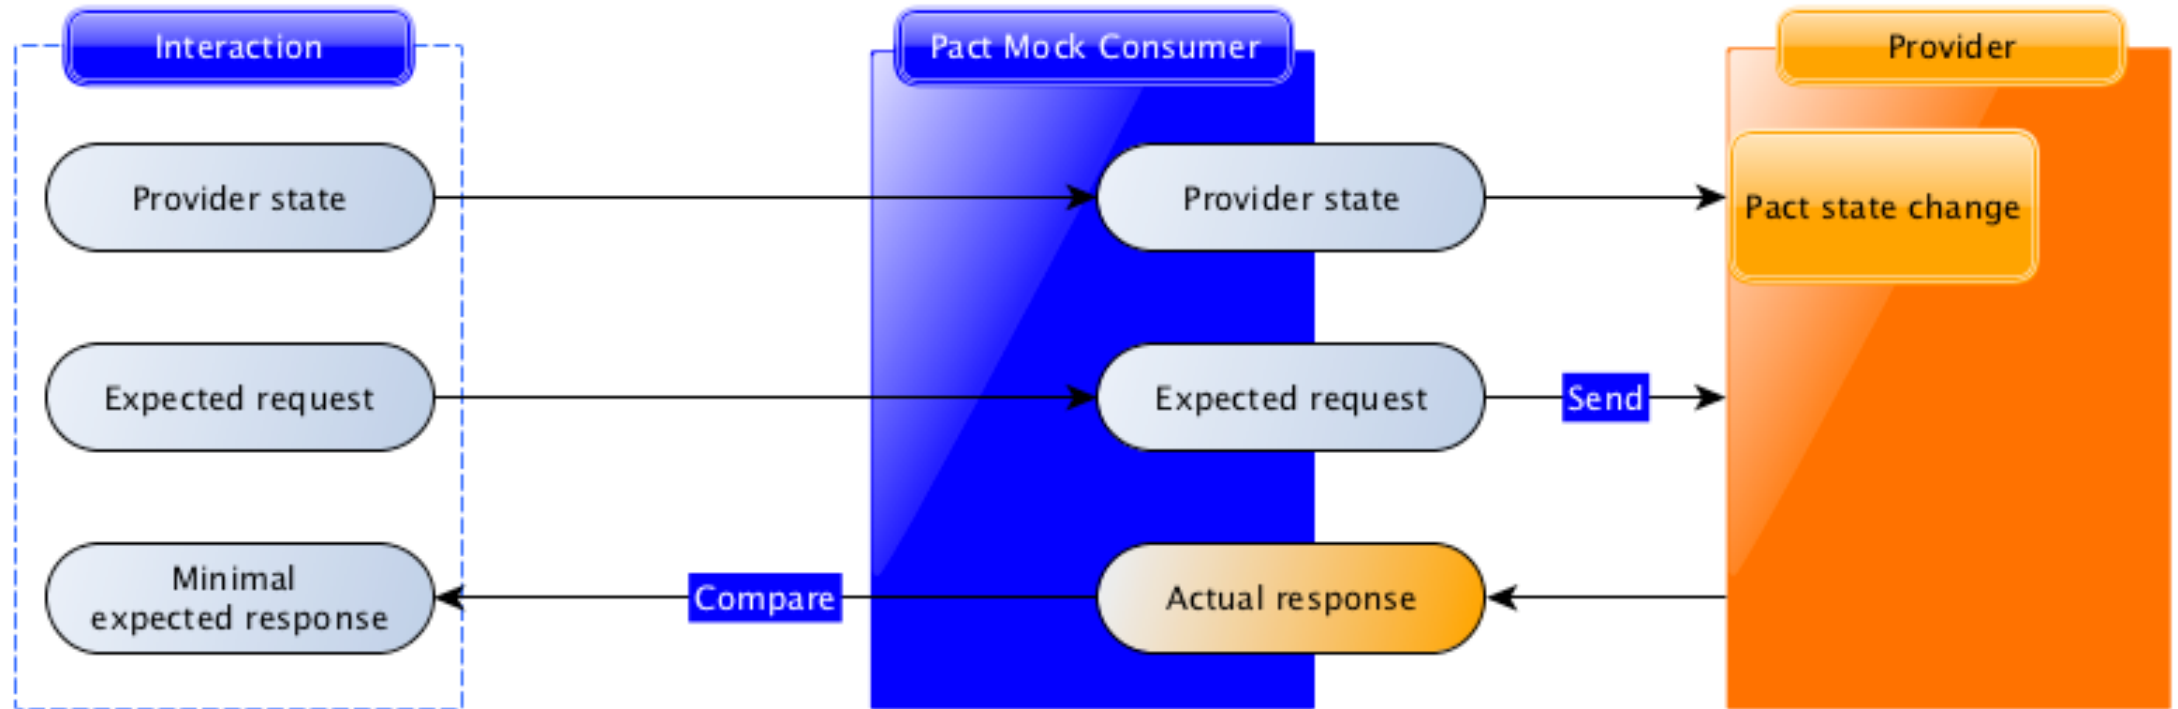 Interaction
Pact Mock Consumer
Provider
Provider state
Provider state
Pact state change
Expected request
Expected request
Send
Minimal
expected response
Compare
Actual response